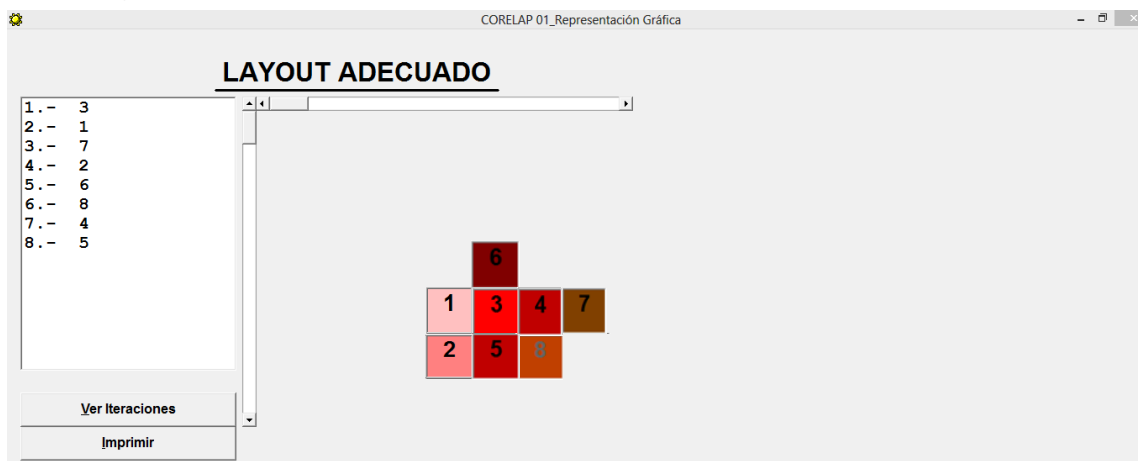 CORELAP 01_Representación Gráfica
LAYOUT ADECUADO
1.- 3
2.- 1
3.- 7
4.- 2
5.- 6
6.- 8
7.- 4
8.- 5
6
1 3 4 7
2 5 8
Ver Iteraciones
Imprimir